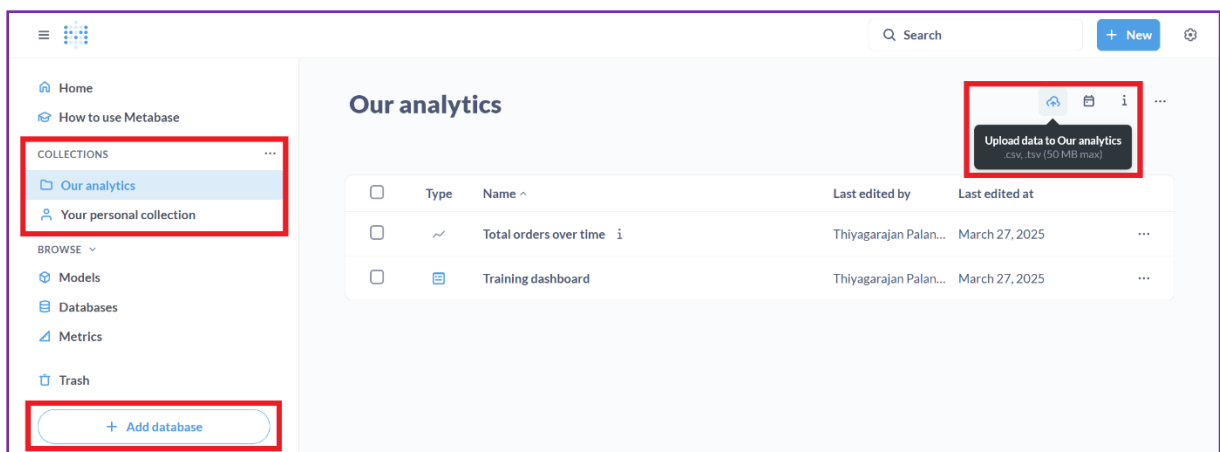 Search
+ New
Home
How to use Metabase
COLLECTIONS
...
Our analytics
Your personal collection
BROWSE
Models
Databases
Metrics
Trash
+ Add database
Our analytics
i
...
Upload data to Our analytics
.csv, .tsv (50 MB max)
Type Name Last edited by Last edited at
Total orders over time i Thiyagarajan Palan... March 27, 2025 ...
Training dashboard Thiyagarajan Palan... March 27, 2025 ...